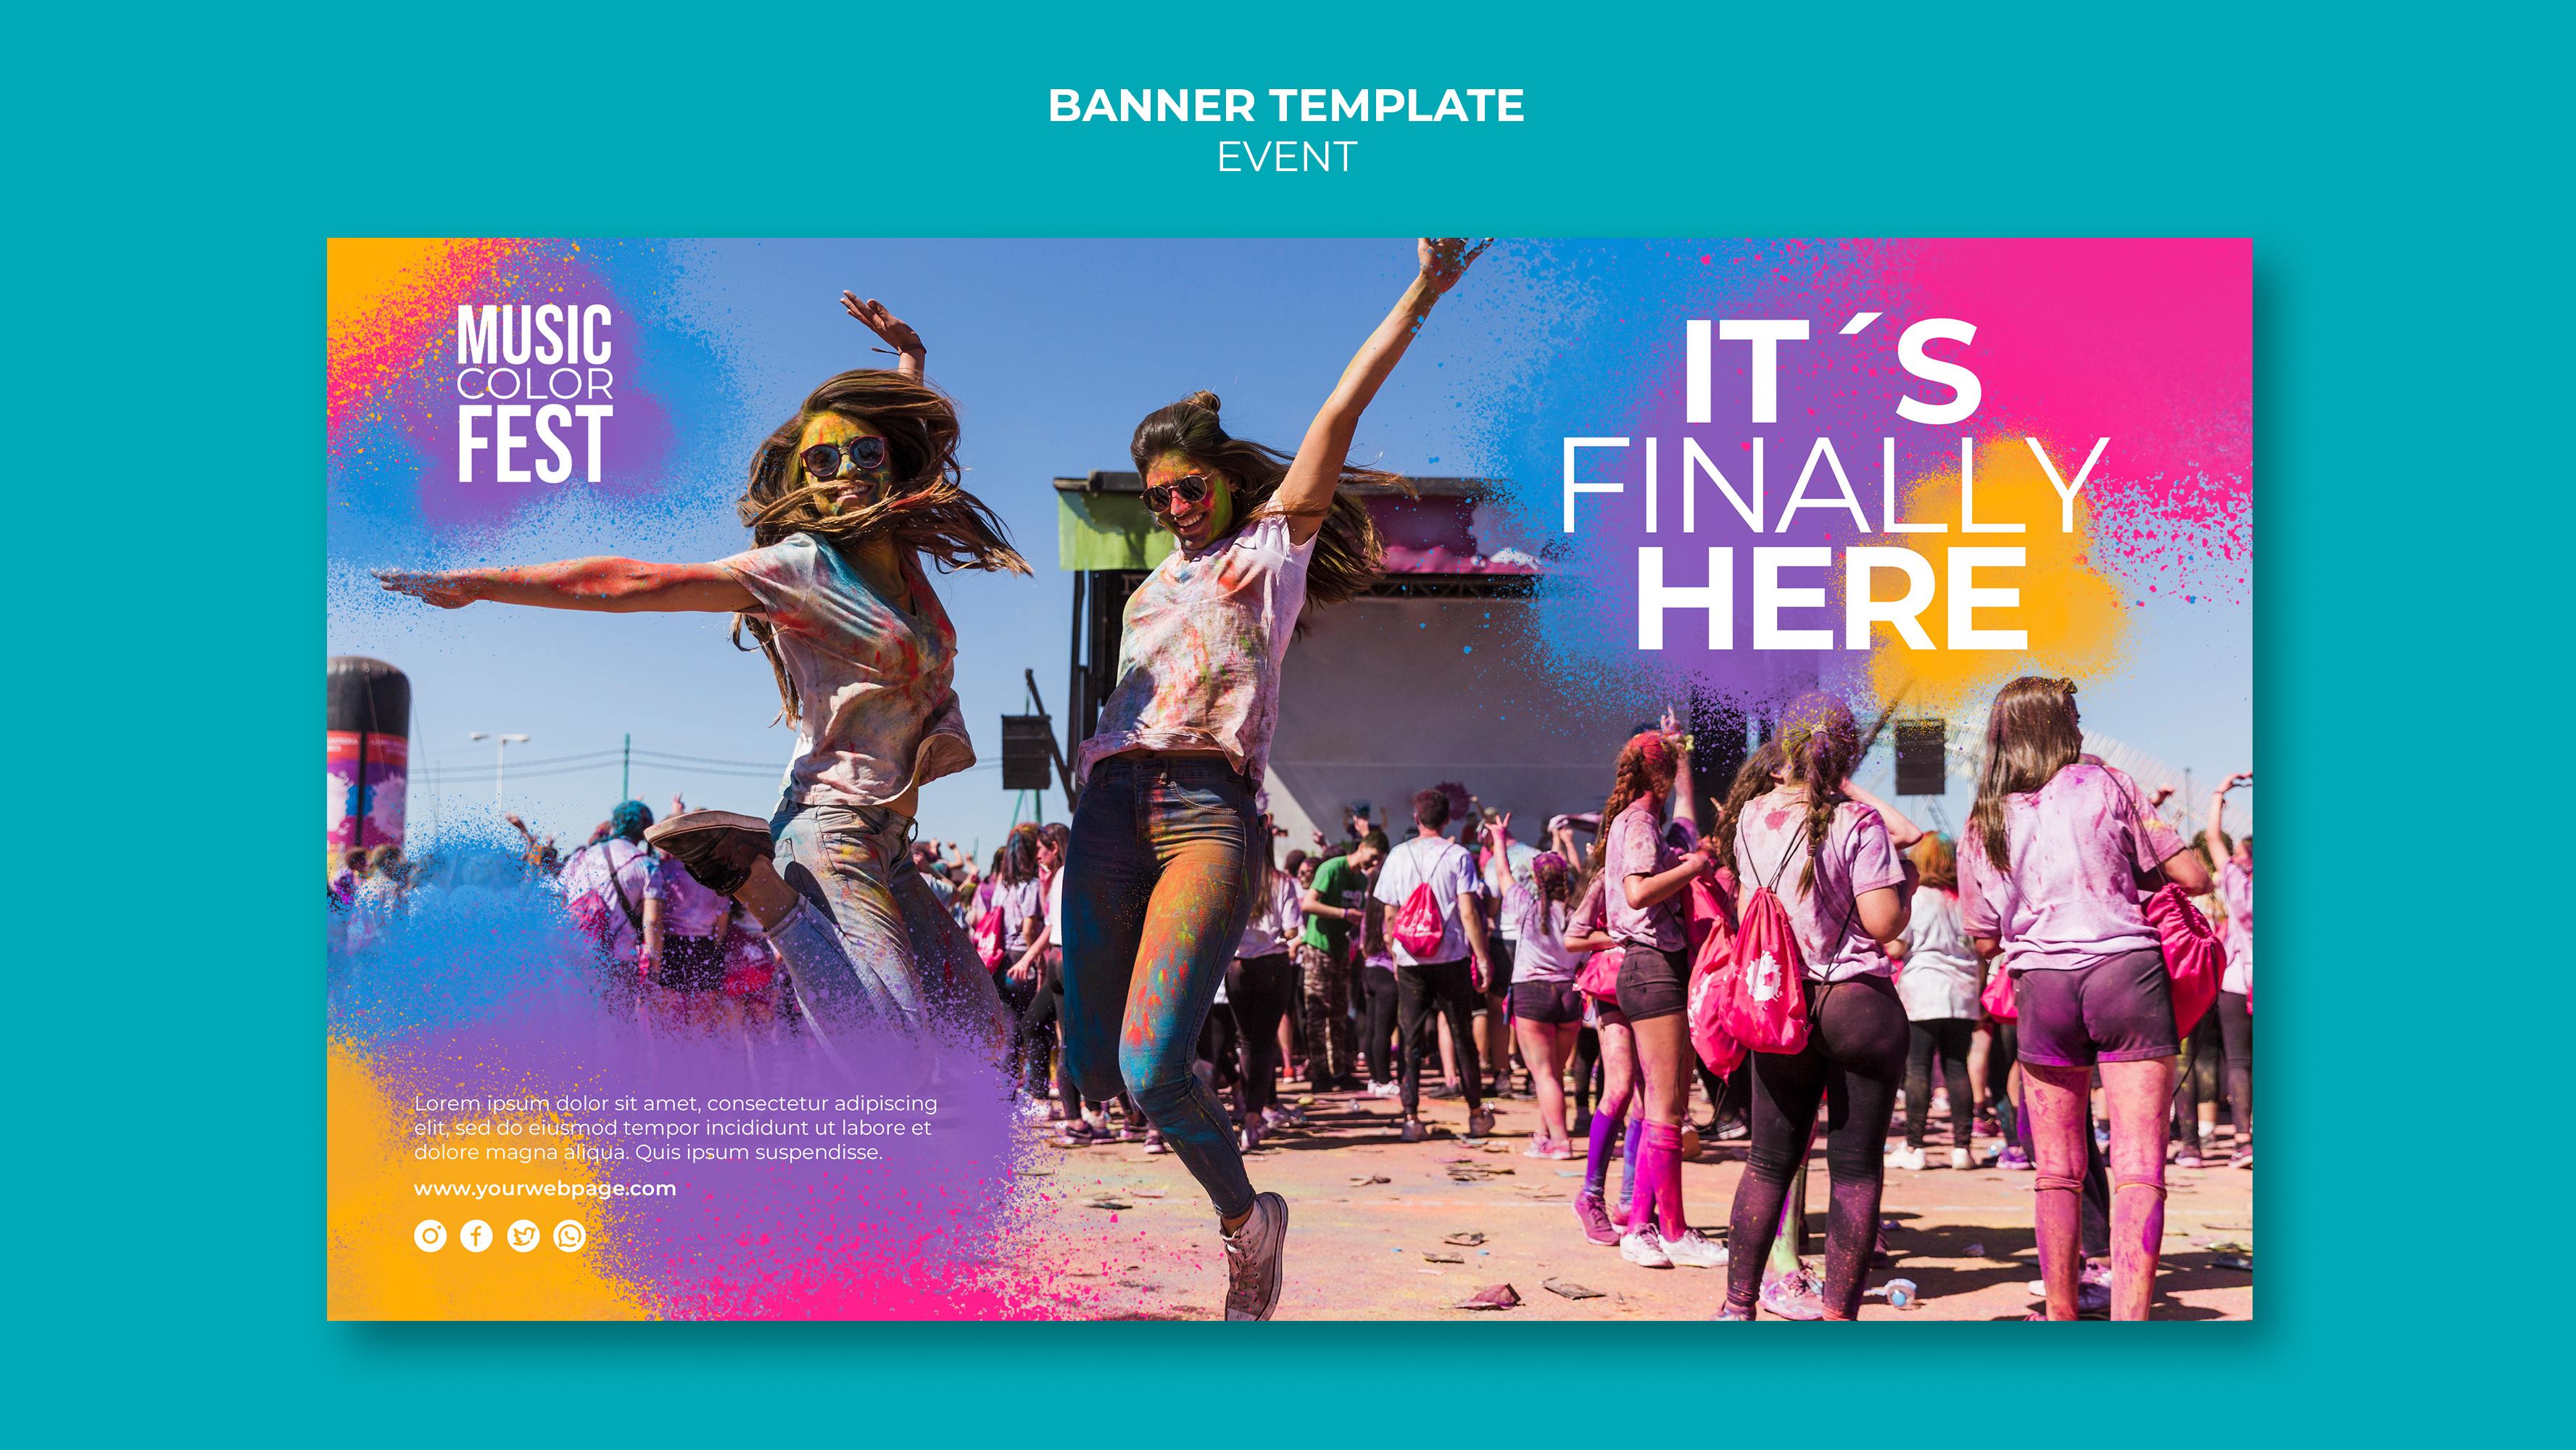 BANNER TEMPLATE
EVENT
MUSIC
COLOR
FEST
IT´S
FINALLY
HERE
Lorem ipsum dolor sit amet, consectetur adipiscing
elit, sed do eiusmod tempor incididunt ut labore et
dolore magna aliqua. Quis ipsum suspendisse.
www.yourwebpage.com